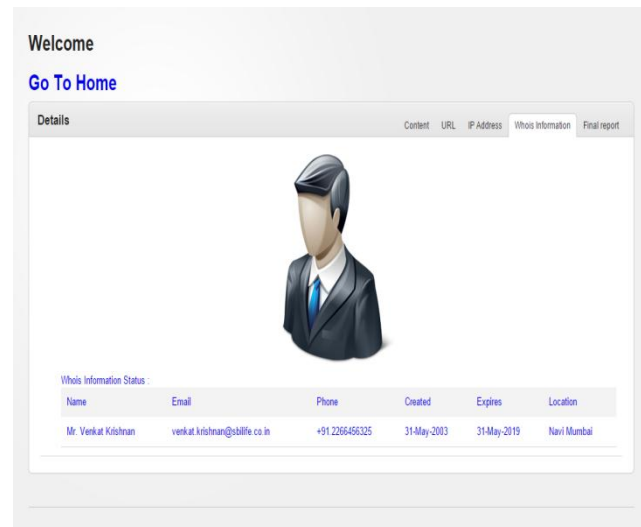 Welcome
Go To Home
Details Content URL IP Address Whois Information Final report
Whois Information Status :
Name Email Phone Created Expires Location
Mr. Venkat Krishnan venkat.krishnan@sbilife.co.in +91.2266456325 31-May-2003 31-May-2019 Navi Mumbai